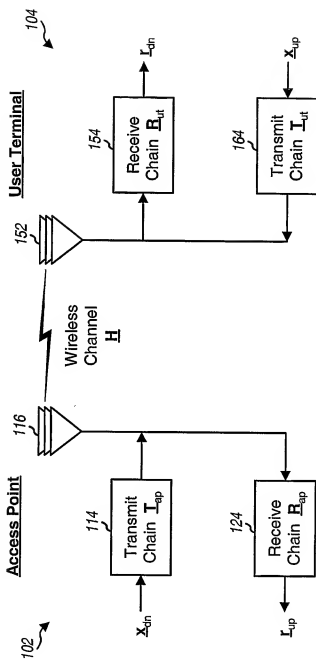 102
Access Point
116
x_dn
114
Transmit
Chain T_ap
r_up
124
Receive
Chain R_ap
Wireless
Channel
H
User Terminal
104
152
154
Receive
Chain R_ut
r_dn
164
Transmit
Chain T_ut
x_up